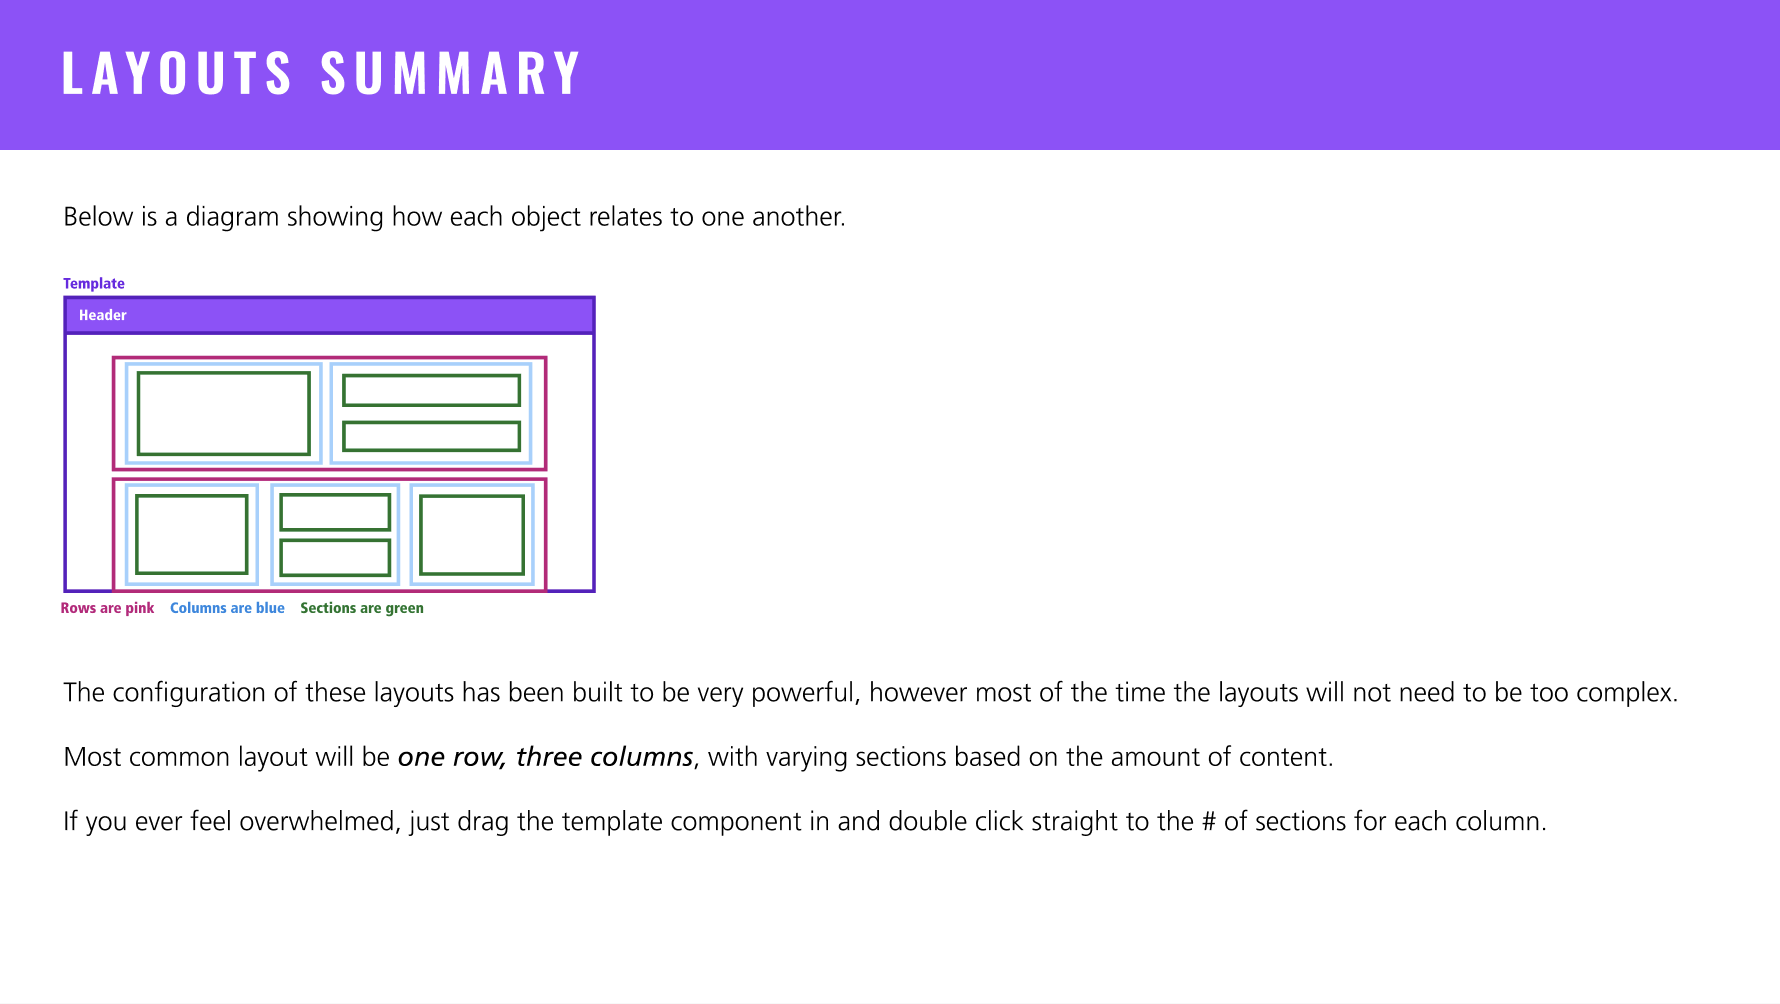 LAYOUTS SUMMARY
Below is a diagram showing how each object relates to one another.
Template
Header
Rows are pink Columns are blue Sections are green
The configuration of these layouts has been built to be very powerful, however most of the time the layouts will not need to be too complex.
Most common layout will be one row, three columns, with varying sections based on the amount of content.
If you ever feel overwhelmed, just drag the template component in and double click straight to the # of sections for each column.